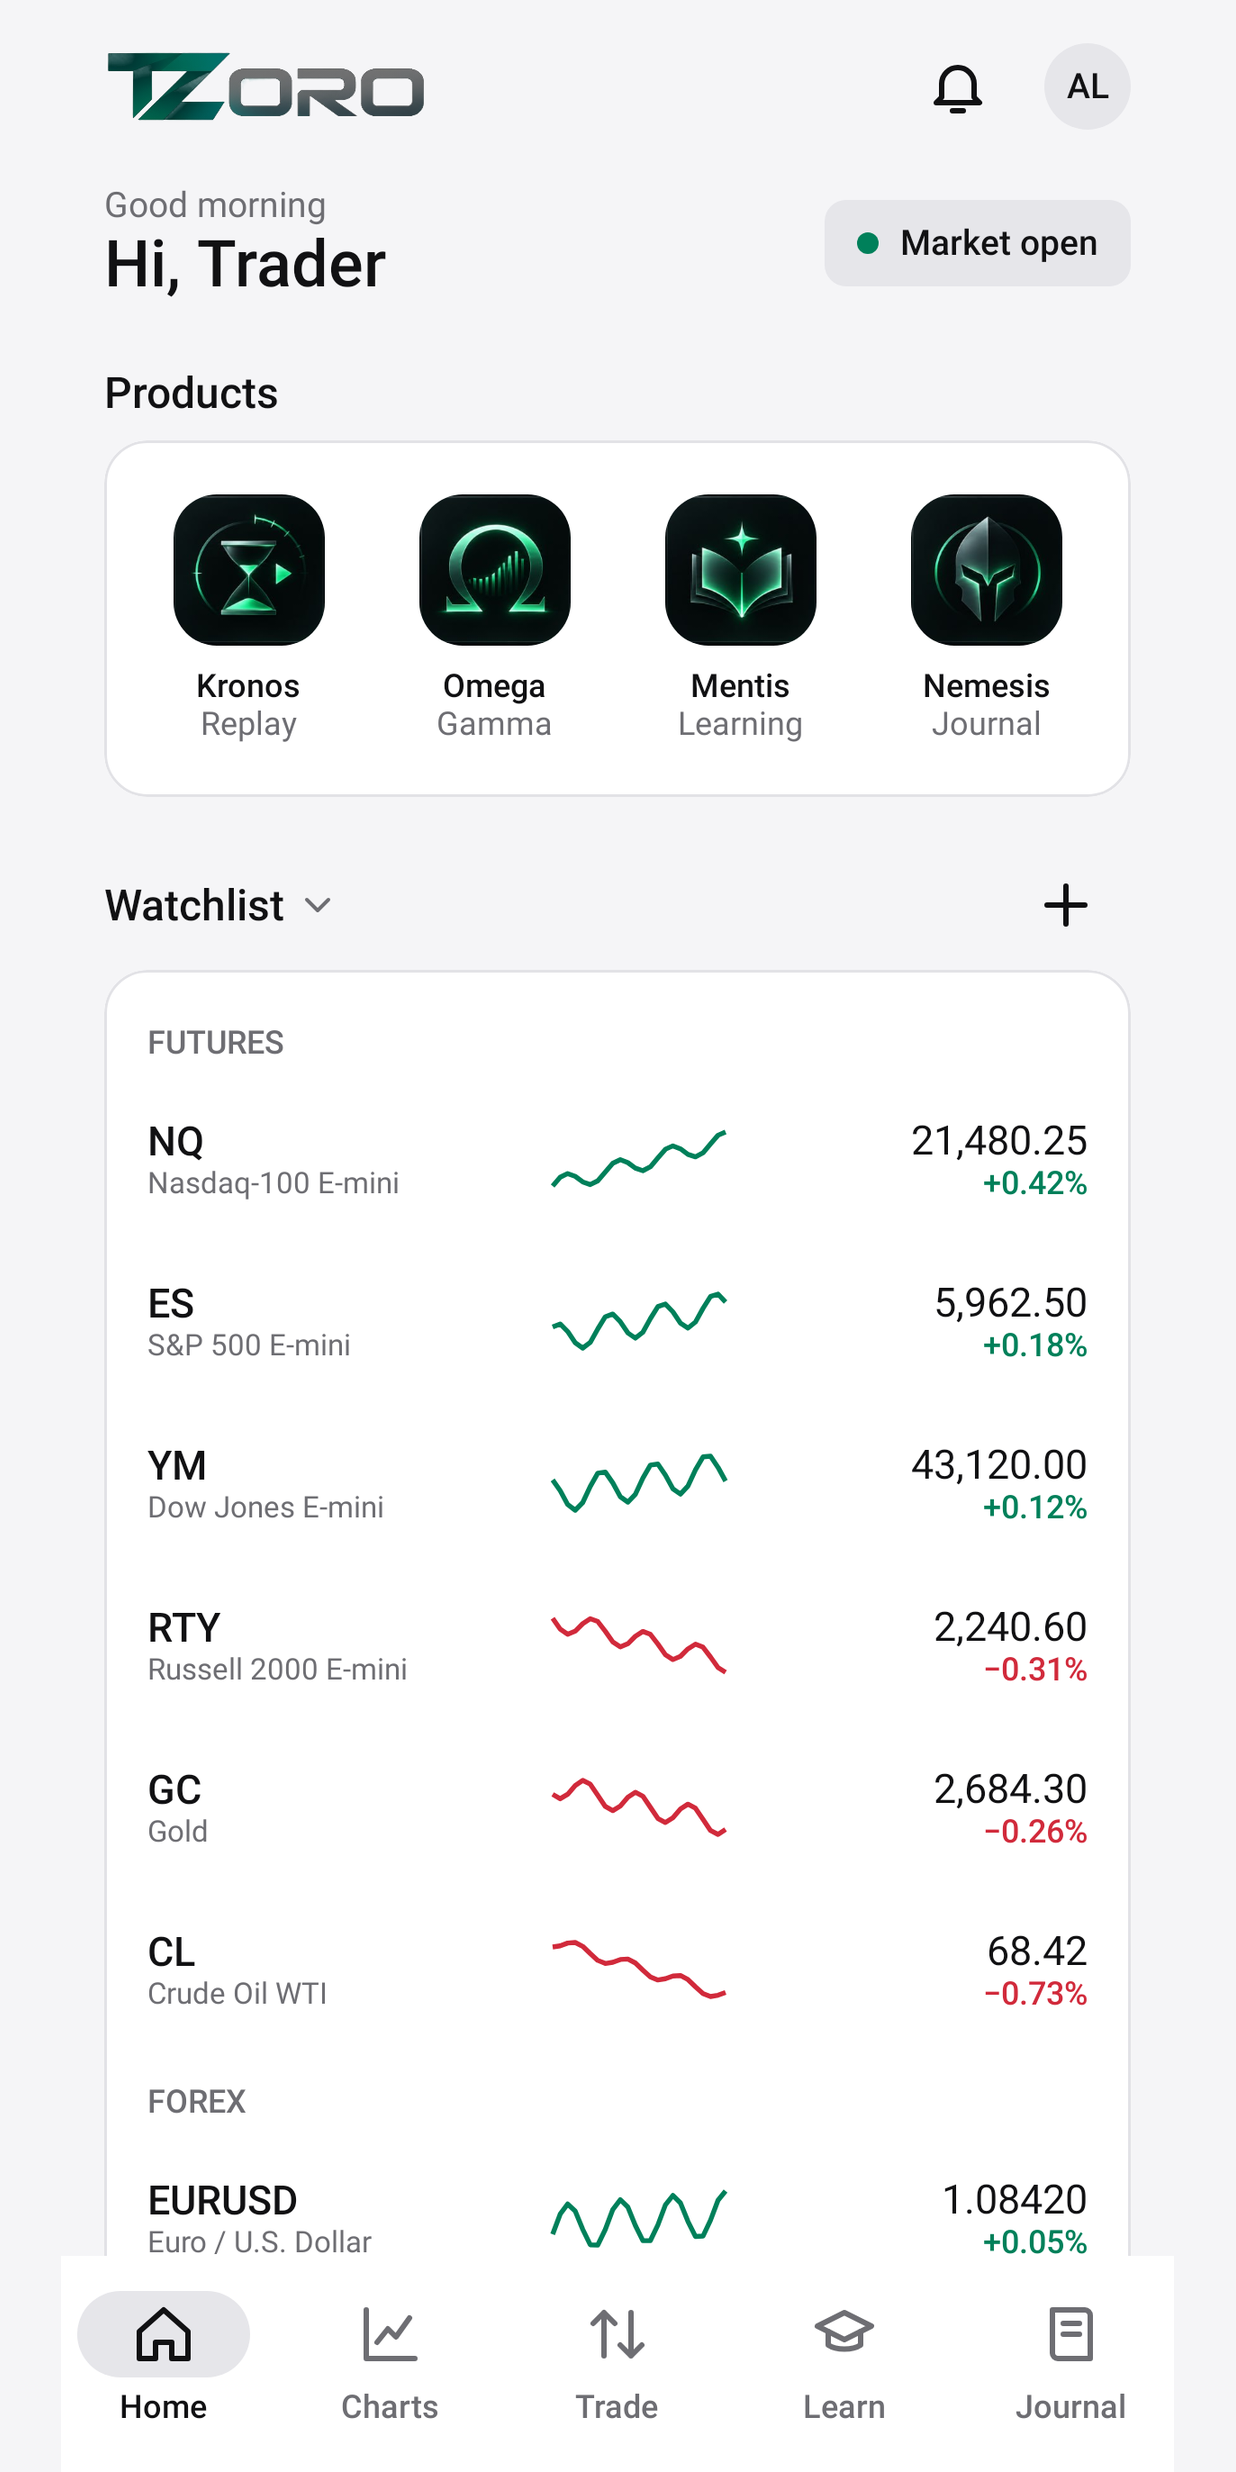 TZORO
AL
Good morning
Hi, Trader
Market open
Products
Kronos
Replay
Omega
Gamma
Mentis
Learning
Nemesis
Journal
Watchlist
FUTURES
NQ
21,480.25
Nasdaq-100 E-mini
+0.42%
ES
5,962.50
S&P 500 E-mini
+0.18%
YM
43,120.00
Dow Jones E-mini
+0.12%
RTY
2,240.60
Russell 2000 E-mini
−0.31%
GC
2,684.30
Gold
−0.26%
CL
68.42
Crude Oil WTI
−0.73%
FOREX
EURUSD
1.08420
Euro / U.S. Dollar
+0.05%
Home
Charts
Trade
Learn
Journal